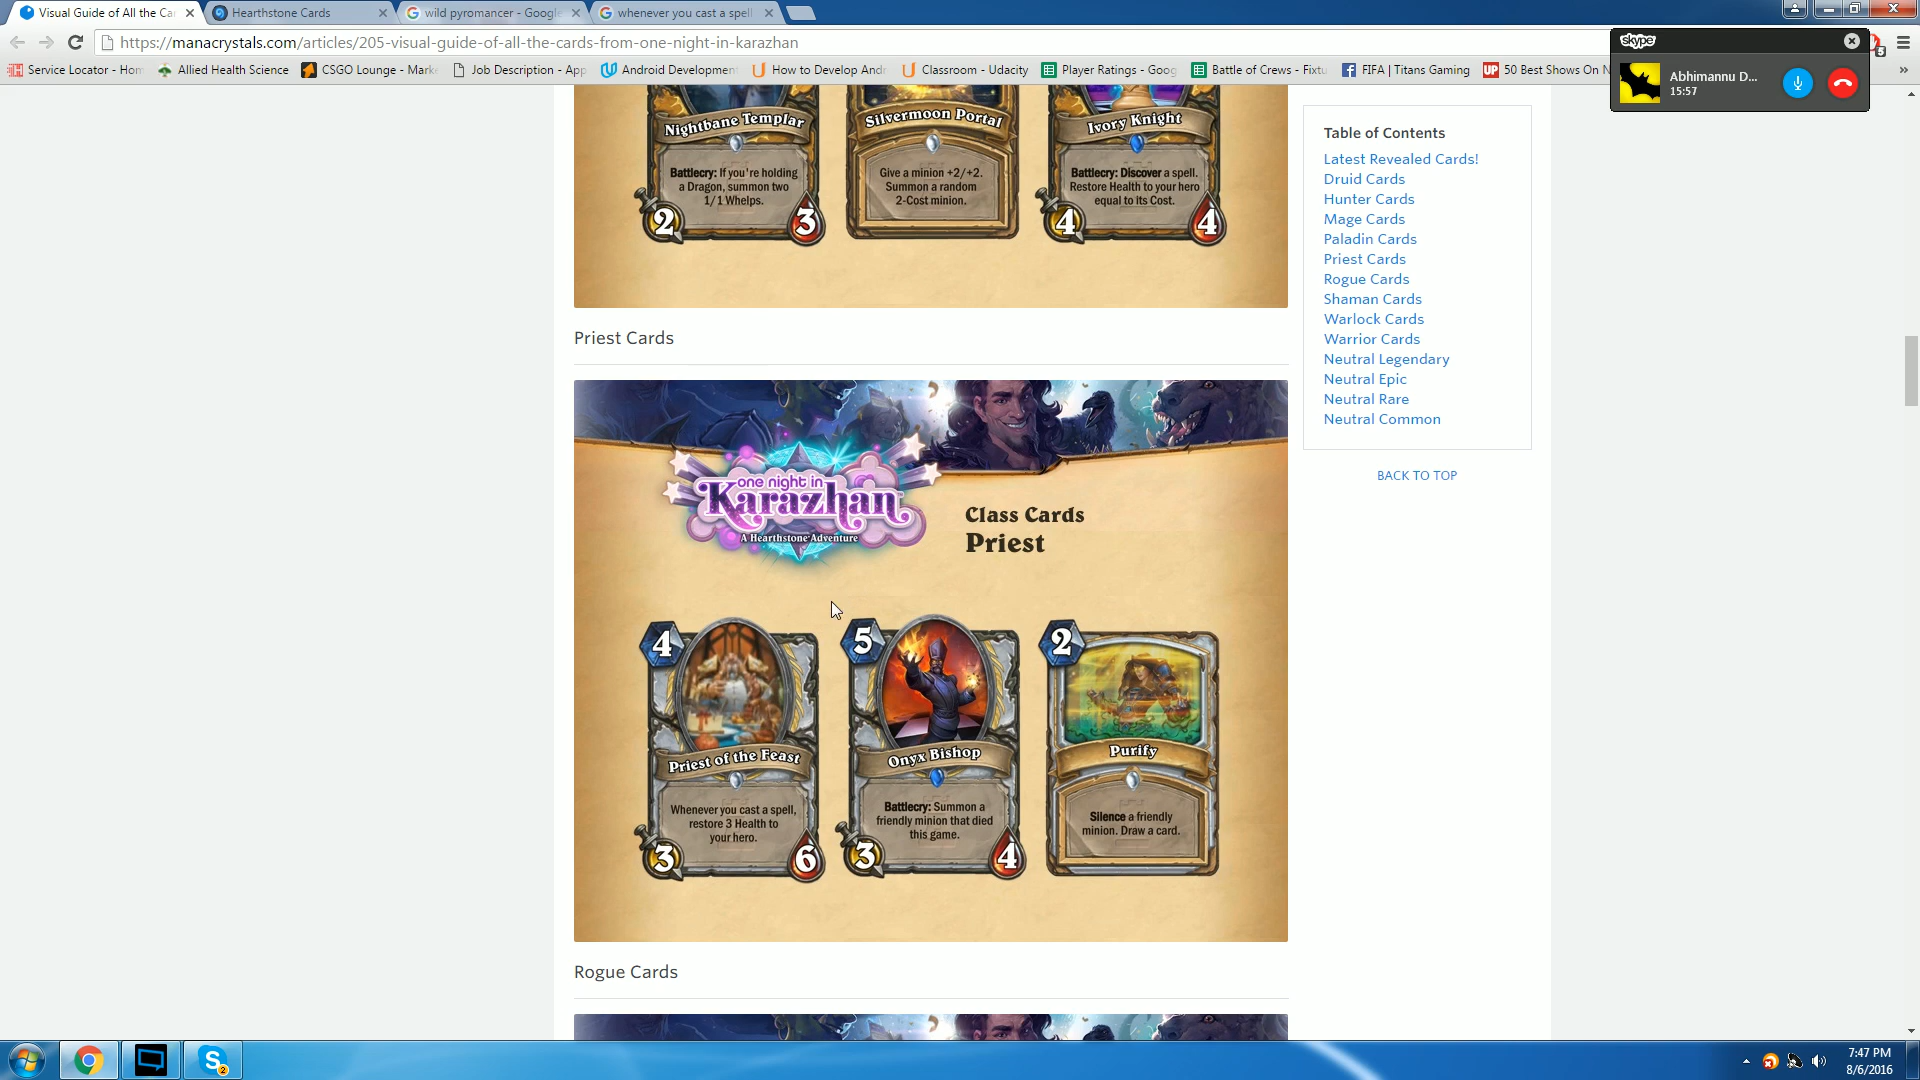 Visual Guide of All the Car
Hearthstone Cards
wild pyromancer - Google
whenever you cast a spell
https://manacrystals.com/articles/205-visual-guide-of-all-the-cards-from-one-night-in-karazhan
Service Locator - Hom
Allied Health Science
CSGO Lounge - Mark
Job Description - App
Android Development
How to Develop Andr
Classroom - Udacity
Player Ratings - Goog
Battle of Crews - Fixtu
FIFA | Titans Gaming
UP
50 Best Shows On N
»
skype
Abhimannu D...
15:57
Nightbane Templar
Battlecry: If you're holding
a Dragon, summon two
1/1 Whelps.
2
3
Silvermoon Portal
Give a minion +2/+2.
Summon a random
2-Cost minion.
Ivory Knight
Battlecry: Discover a spell.
Restore Health to your hero
equal to its Cost.
4
4
Table of Contents
Latest Revealed Cards!
Druid Cards
Hunter Cards
Mage Cards
Paladin Cards
Priest Cards
Rogue Cards
Shaman Cards
Warlock Cards
Warrior Cards
Neutral Legendary
Neutral Epic
Neutral Rare
Neutral Common
BACK TO TOP
Priest Cards
one night in
Karazhan
A Hearthstone Adventure
Class Cards
Priest
4
Priest of the Feast
Whenever you cast a spell,
restore 3 Health to
your hero.
3
6
5
Onyx Bishop
Battlecry: Summon a
friendly minion that died
this game.
3
4
2
Purify
Silence a friendly
minion. Draw a card.
Rogue Cards
S
2
7:47 PM
8/6/2016